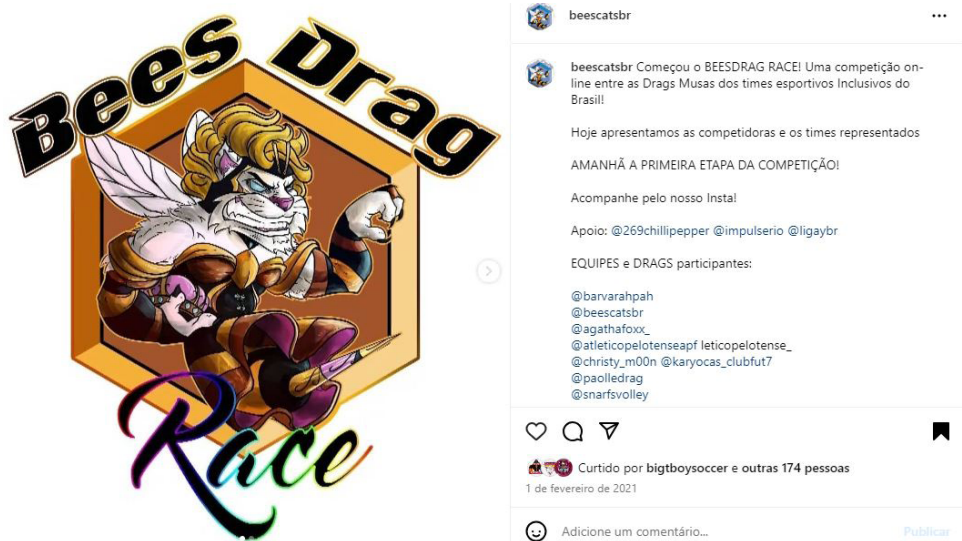 Bees Drag
Race
beescatsbr
beescatsbr Começou o BEESDRAG RACE! Uma competição on-
line entre as Drags Musas dos times esportivos Inclusivos do
Brasil!
Hoje apresentamos as competidoras e os times representados
AMANHÃ A PRIMEIRA ETAPA DA COMPETIÇÃO!
Acompanhe pelo nosso Insta!
Apoio: @269chillipepper @impulserio @ligaybr
EQUIPES e DRAGS participantes:
@barvarahpah
@beescatsbr
@agathafoxx_
@atleticopelotenseapf leticopelotense_
@christy_m00n @karyocas_clubfut7
@paolledrag
@snarfsvolley
Curtido por bigtboysoccer e outras 174 pessoas
1 de fevereiro de 2021
Adicione um comentário...
Publicar